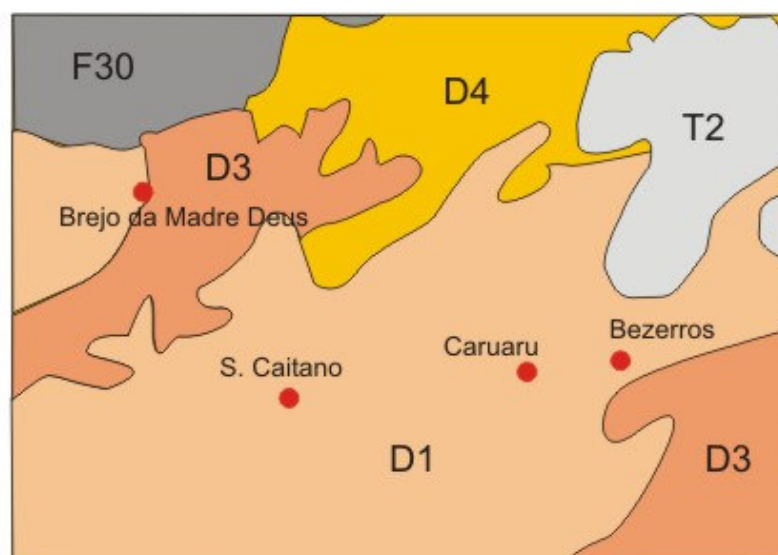 F30
D4
T2
D3
Brejo da Madre Deus
Bezerros
Caruaru
S. Caitano
D1
D3